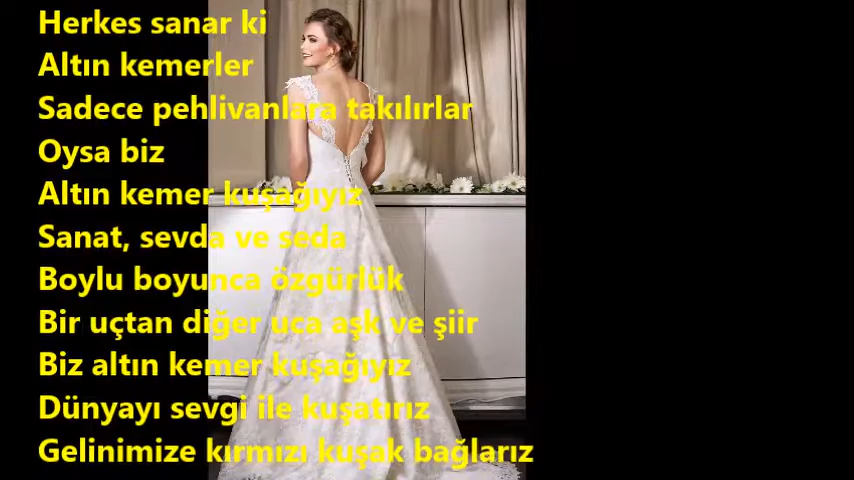 Herkes sanar ki
Altın kemerler
Sadece pehlivanlara takılırlar
Oysa biz
Altın kemer kuşağıyız
Sanat, sevda ve seda
Boylu boyunca özgürlük
Bir uçtan diğer uca aşk ve şiir
Biz altın kemer kuşağıyız
Dünyayı sevgi ile kuşatırız
Gelinimize kırmızı kuşak bağlarız